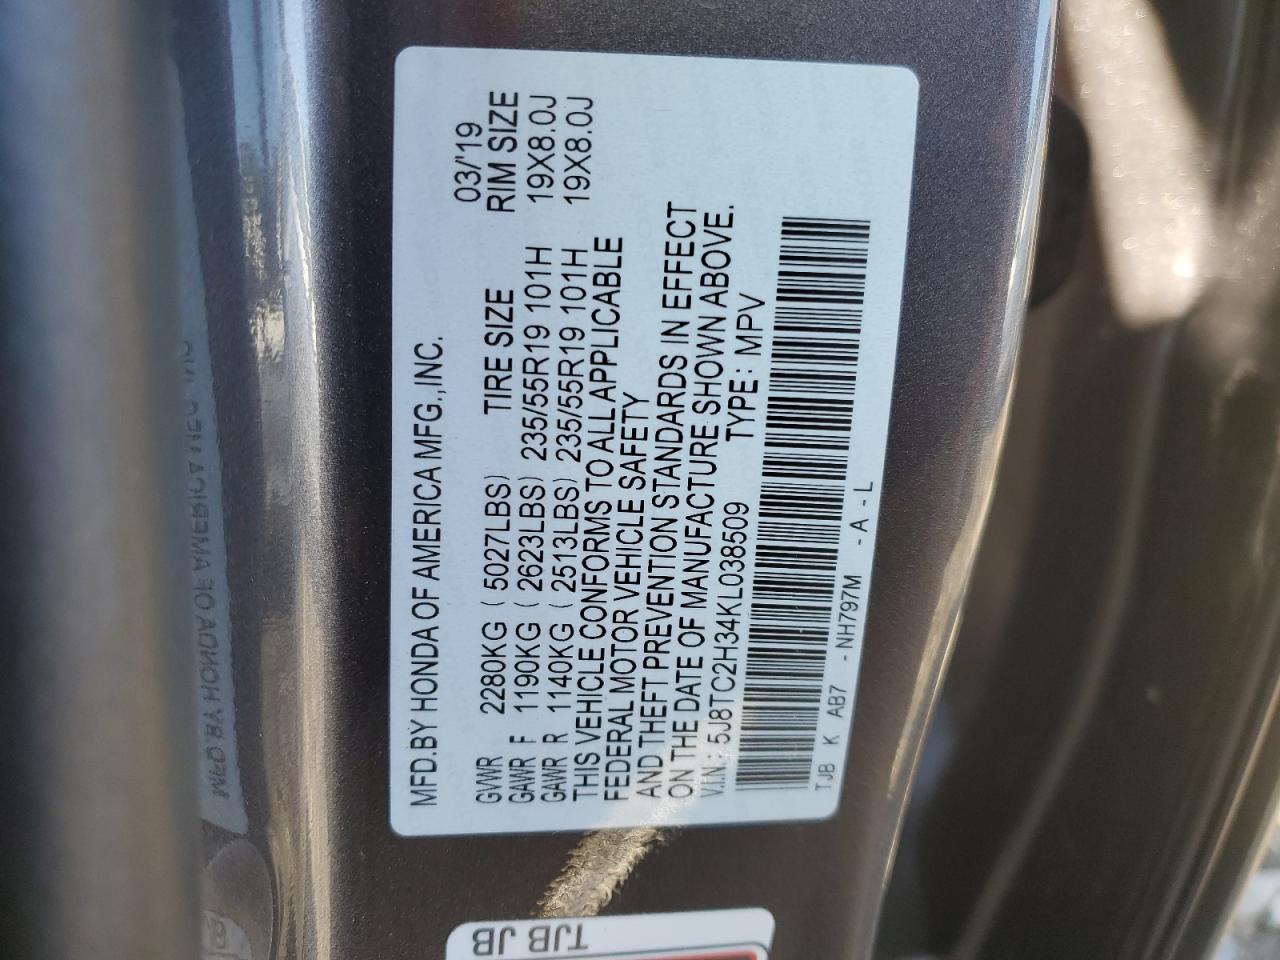 MFD.BY HONDA OF AMERICA MFG.,INC.
03/'19
GVWR 2280KG ( 5027LBS) TIRE SIZE RIM SIZE
GAWR F 1190KG ( 2623LBS) 235/55R19 101H 19X8.0J
GAWR R 1140KG ( 2513LBS) 235/55R19 101H 19X8.0J
THIS VEHICLE CONFORMS TO ALL APPLICABLE
FEDERAL MOTOR VEHICLE SAFETY
AND THEFT PREVENTION STANDARDS IN EFFECT
ON THE DATE OF MANUFACTURE SHOWN ABOVE.
V.I.N.: 5J8TC2H34KL038509 TYPE : MPV
TJB K AB7 - NH797M - A - L
TJB JB